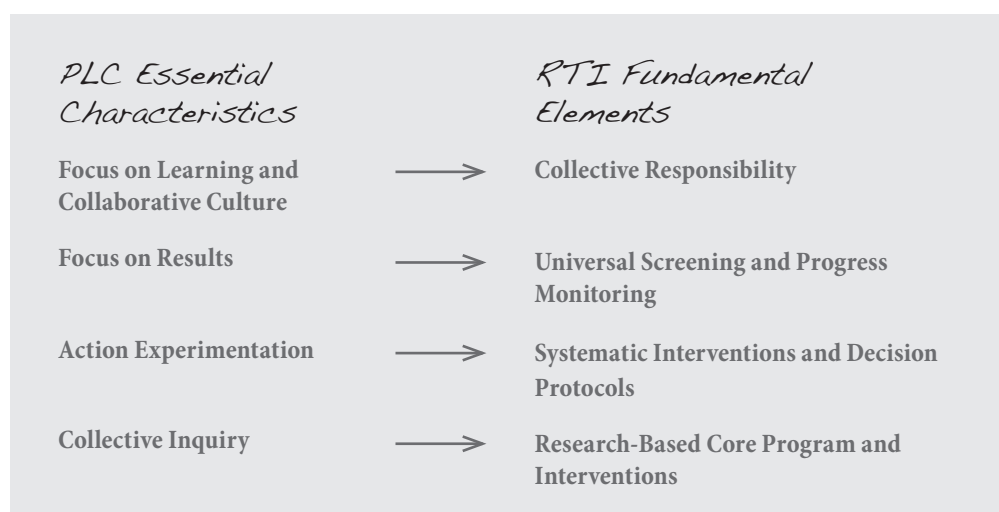 PLC Essential
Characteristics
RTI Fundamental
Elements
Focus on Learning and
Collaborative Culture
Collective Responsibility
Focus on Results
Universal Screening and Progress
Monitoring
Action Experimentation
Systematic Interventions and Decision
Protocols
Collective Inquiry
Research-Based Core Program and
Interventions